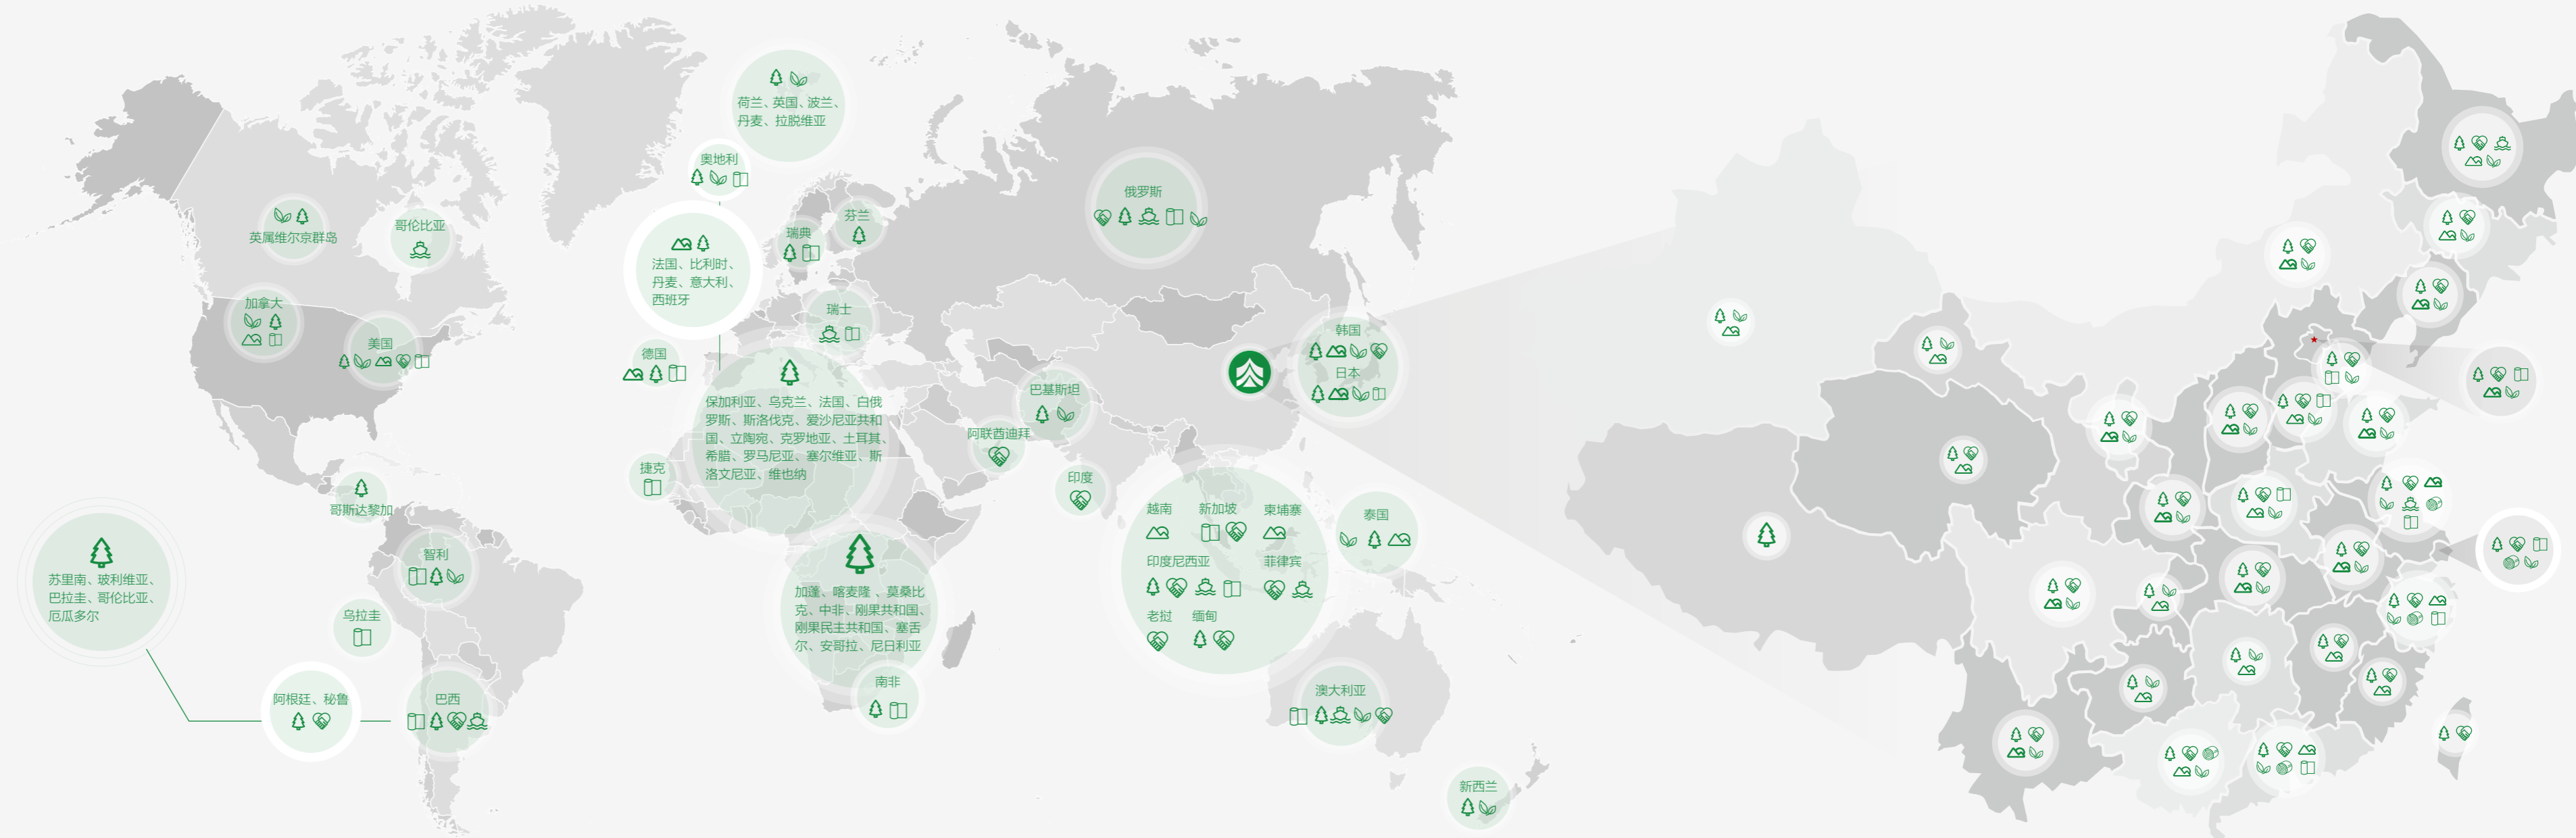 荷兰、英国、波兰、
丹麦、拉脱维亚
奥地利
俄罗斯
英属维尔京群岛
哥伦比亚
芬兰
瑞典
法国、比利时、
丹麦、意大利、
西班牙
加拿大
美国
瑞士
德国
韩国
日本
保加利亚、乌克兰、法国、白俄
罗斯、斯洛伐克、爱沙尼亚共和
国、立陶宛、克罗地亚、土耳其、
希腊、罗马尼亚、塞尔维亚、斯
洛文尼亚、维也纳
巴基斯坦
阿联酋迪拜
捷克
印度
哥斯达黎加
越南
新加坡
柬埔寨
泰国
印度尼西亚
菲律宾
老挝
缅甸
智利
苏里南、玻利维亚、
巴拉圭、哥伦比亚、
厄瓜多尔
乌拉圭
加蓬、喀麦隆 、莫桑比
克、中非、刚果共和国、
刚果民主共和国、塞舌
尔、安哥拉、尼日利亚
南非
阿根廷、秘鲁
巴西
澳大利亚
新西兰